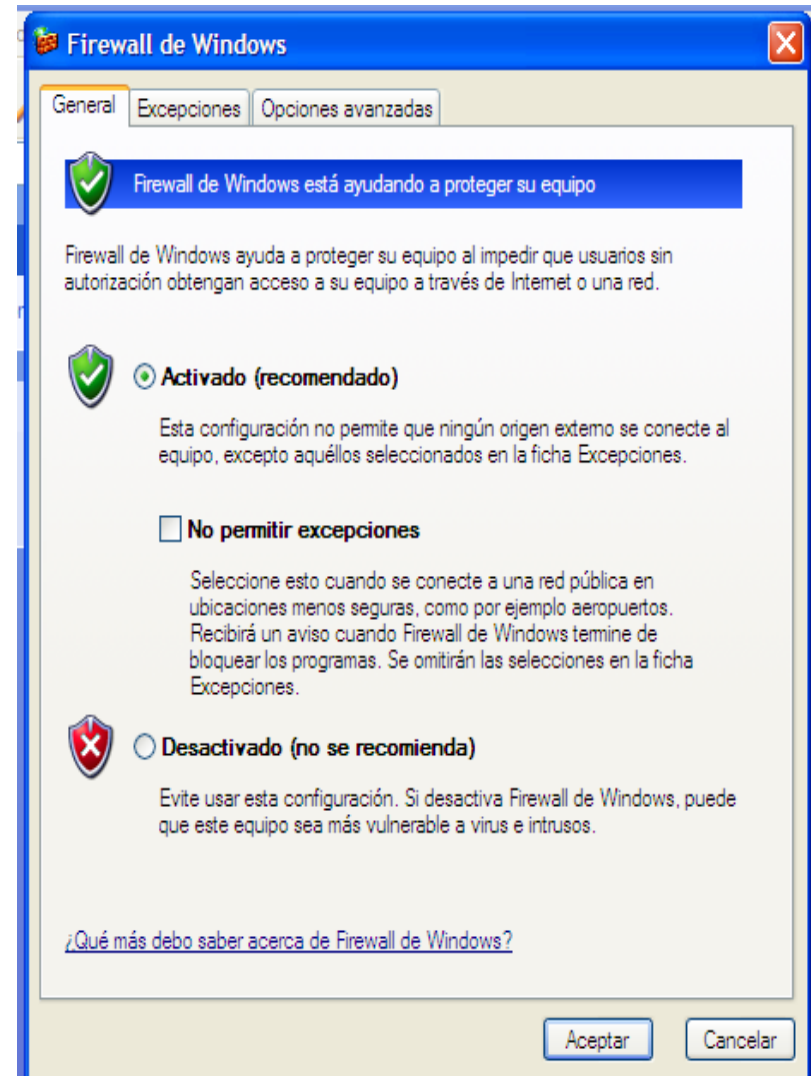 Firewall de Windows
General Excepciones Opciones avanzadas
Firewall de Windows está ayudando a proteger su equipo
Firewall de Windows ayuda a proteger su equipo al impedir que usuarios sin
autorización obtengan acceso a su equipo a través de Internet o una red.
Activado (recomendado)
Esta configuración no permite que ningún origen externo se conecte al
equipo, excepto aquéllos seleccionados en la ficha Excepciones.
No permitir excepciones
Seleccione esto cuando se conecte a una red pública en
ubicaciones menos seguras, como por ejemplo aeropuertos.
Recibirá un aviso cuando Firewall de Windows termine de
bloquear los programas. Se omitirán las selecciones en la ficha
Excepciones.
Desactivado (no se recomienda)
Evite usar esta configuración. Si desactiva Firewall de Windows, puede
que este equipo sea más vulnerable a virus e intrusos.
¿Qué más debo saber acerca de Firewall de Windows?
Aceptar Cancelar